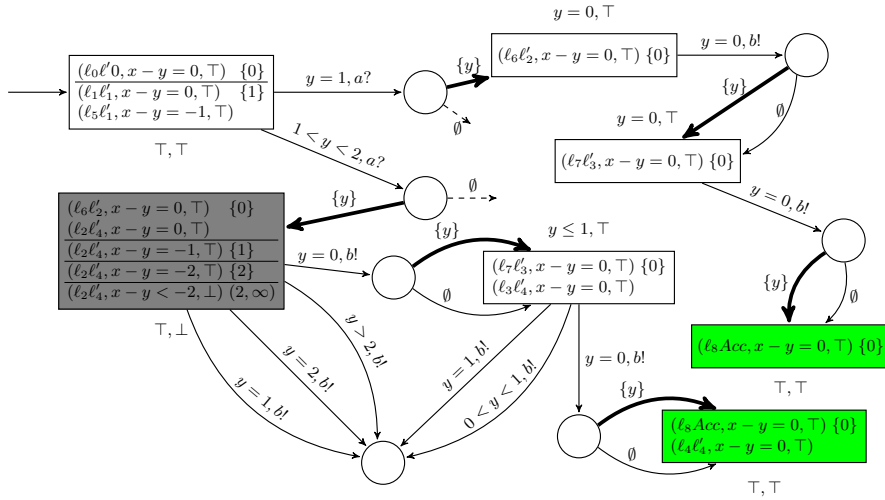 y = 0, ⊤
(ℓ₀ℓ′0, x − y = 0, ⊤) {0}
(ℓ₁ℓ′₁, x − y = 0, ⊤) {1}
(ℓ₅ℓ′₁, x − y = −1, ⊤)
⊤, ⊤
y = 1, a?
{y}
∅
(ℓ₆ℓ′₂, x − y = 0, ⊤) {0}
y = 0, b!
{y}
∅
y = 0, ⊤
(ℓ₇ℓ′₃, x − y = 0, ⊤) {0}
1 < y < 2, a?
∅
{y}
y = 0, b!
(ℓ₆ℓ′₂, x − y = 0, ⊤) {0}
(ℓ₂ℓ′₄, x − y = 0, ⊤)
(ℓ₂ℓ′₄, x − y = −1, ⊤) {1}
(ℓ₂ℓ′₄, x − y = −2, ⊤) {2}
(ℓ₂ℓ′₄, x − y < −2, ⊥) (2, ∞)
⊤, ⊥
y = 0, b!
{y}
∅
y ≤ 1, ⊤
(ℓ₇ℓ′₃, x − y = 0, ⊤) {0}
(ℓ₃ℓ′₄, x − y = 0, ⊤)
{y}
∅
(ℓ₈Acc, x − y = 0, ⊤) {0}
⊤, ⊤
y = 1, b!
y = 2, b!
y > 2, b!
y = 1, b!
0 < y < 1, b!
y = 0, b!
{y}
∅
(ℓ₈Acc, x − y = 0, ⊤) {0}
(ℓ₄ℓ′₄, x − y = 0, ⊤)
⊤, ⊤